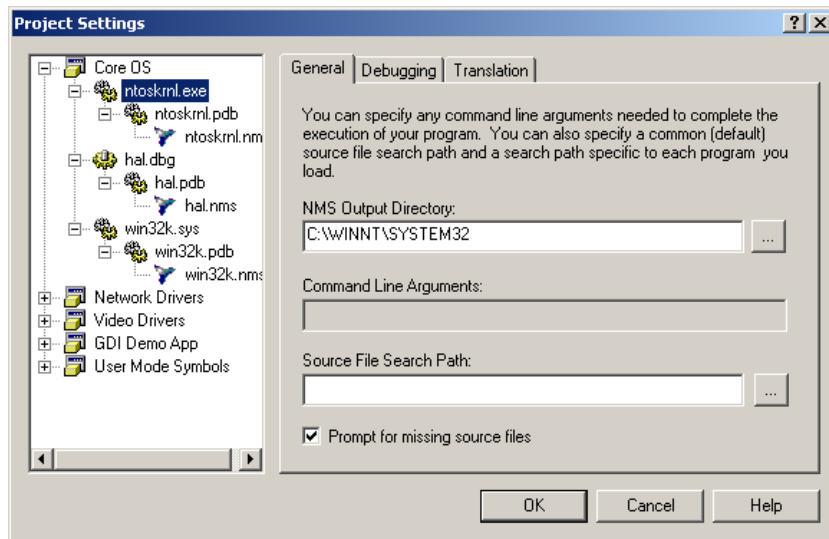 Project Settings
Core OS
ntoskrnl.exe
ntoskrnl.pdb
ntoskrnl.nm
hal.dbg
hal.pdb
hal.nms
win32k.sys
win32k.pdb
win32k.nms
Network Drivers
Video Drivers
GDI Demo App
User Mode Symbols
General Debugging Translation
You can specify any command line arguments needed to complete the
execution of your program. You can also specify a common (default)
source file search path and a search path specific to each program you
load.
NMS Output Directory:
C:\WINNT\SYSTEM32
...
Command Line Arguments:
Source File Search Path:
...
Prompt for missing source files
OK Cancel Help